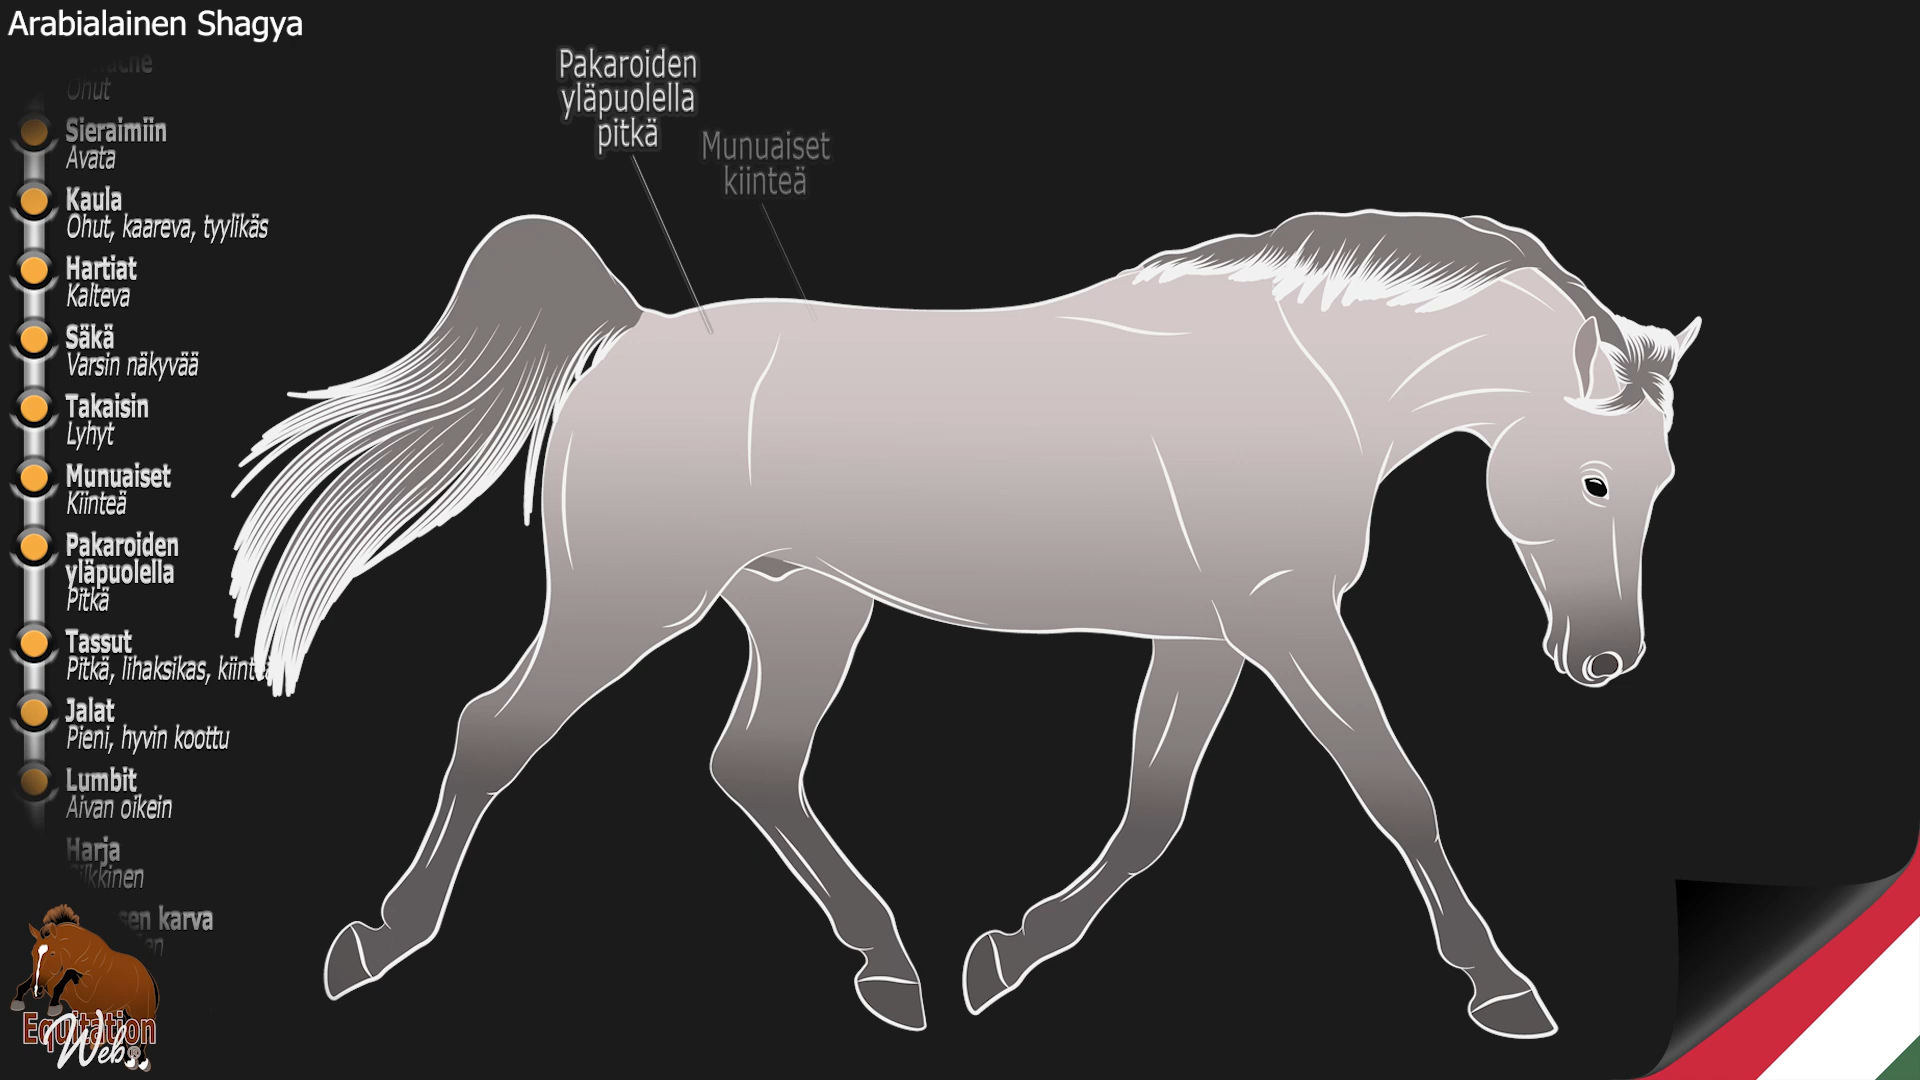 Arabialainen Shagya
Pakaroiden
yläpuolella
pitkä
Munuaiset
kiinteä
Ohut
Sieraimiin
Avata
Kaula
Ohut, kaareva, tyylikäs
Hartiat
Kalteva
Säkä
Varsin näkyvää
Takaisin
Lyhyt
Munuaiset
Kiinteä
Pakaroiden
yläpuolella
Pitkä
Tassut
Pitkä, lihaksikas, kiinteä
Jalat
Pieni, hyvin koottu
Lumbit
Aivan oikein
Harja
Silkkinen
karva
Equitation
Web®